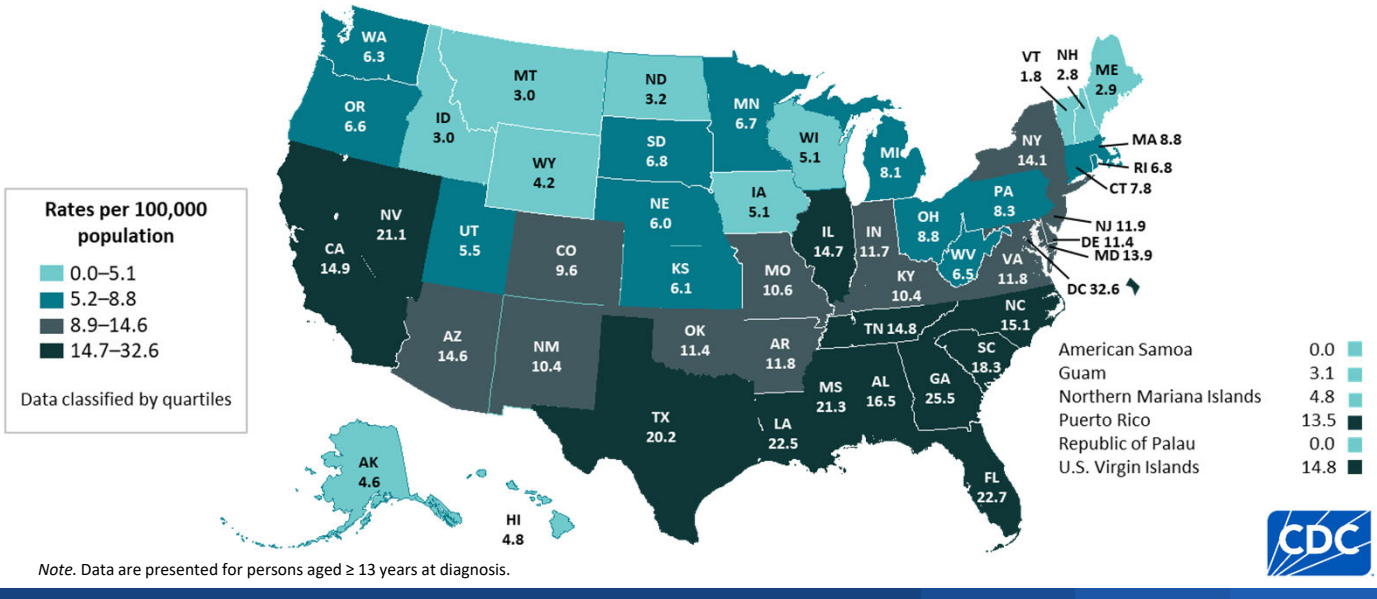 WA
6.3
OR
6.6
ID
3.0
MT
3.0
WY
4.2
ND
3.2
SD
6.8
NE
6.0
KS
6.1
MN
6.7
WI
5.1
IA
5.1
MI
8.1
VT
1.8
NH
2.8
ME
2.9
NY
14.1
MA 8.8
RI 6.8
CT 7.8
PA
8.3
NJ 11.9
DE 11.4
MD 13.9
DC 32.6
OH
8.8
WV
6.5
VA
11.8
IN
11.7
IL
14.7
KY
10.4
MO
10.6
NV
21.1
CA
14.9
UT
5.5
CO
9.6
AZ
14.6
NM
10.4
OK
11.4
AR
11.8
TN 14.8
NC
15.1
SC
18.3
MS
21.3
AL
16.5
GA
25.5
TX
20.2
LA
22.5
FL
22.7
AK
4.6
HI
4.8
Rates per 100,000
population
0.0–5.1
5.2–8.8
8.9–14.6
14.7–32.6
Data classified by quartiles
American Samoa 0.0
Guam 3.1
Northern Mariana Islands 4.8
Puerto Rico 13.5
Republic of Palau 0.0
U.S. Virgin Islands 14.8
CDC
Note. Data are presented for persons aged ≥ 13 years at diagnosis.